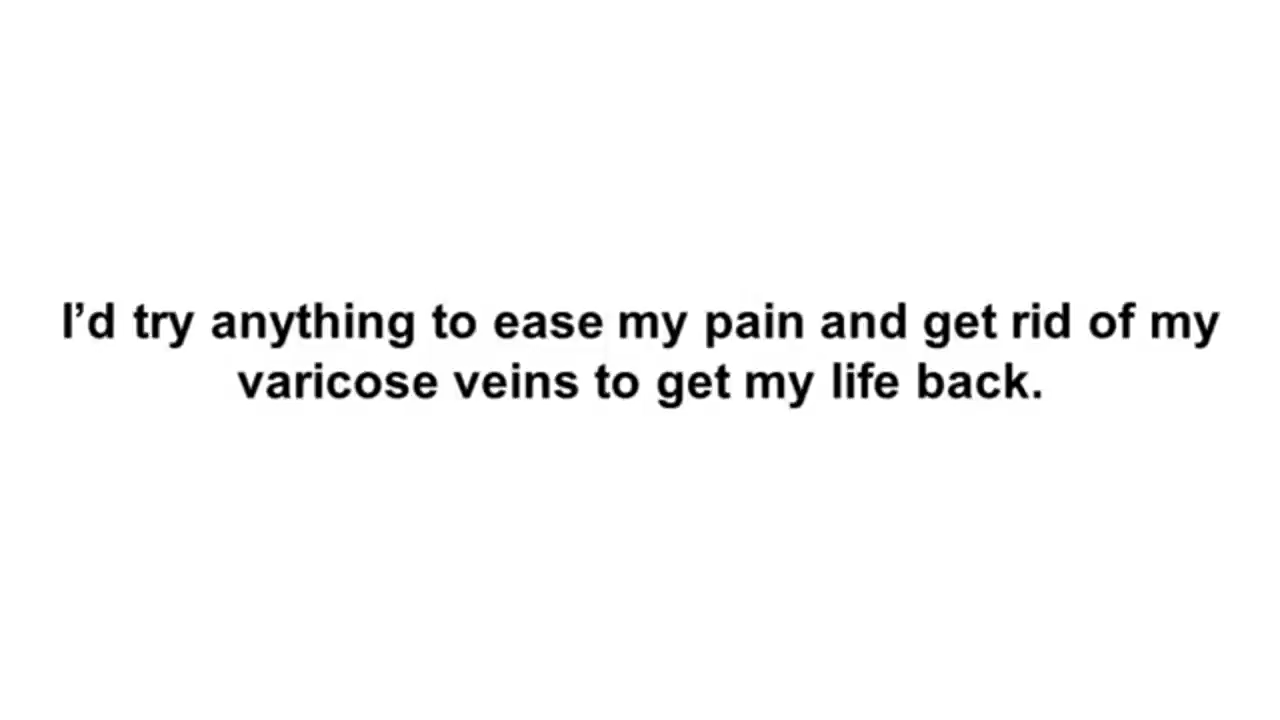 I’d try anything to ease my pain and get rid of my
varicose veins to get my life back.